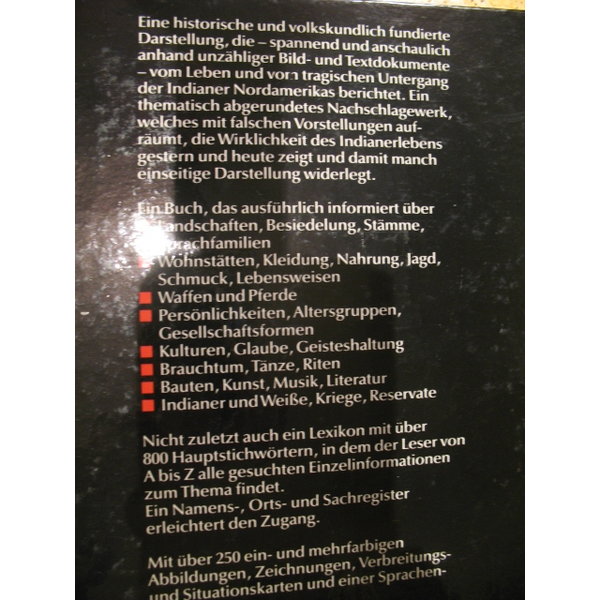 Eine historische und volkskundlich fundierte
Darstellung, die – spannend und anschaulich
anhand unzähliger Bild- und Textdokumente
– vom Leben und vom tragischen Untergang
der Indianer Nordamerikas berichtet. Ein
thematisch abgerundetes Nachschlagewerk,
welches mit falschen Vorstellungen auf-
räumt, die Wirklichkeit des Indianerlebens
gestern und heute zeigt und damit manch
einseitige Darstellung widerlegt.
Ein Buch, das ausführlich informiert über
Landschaften, Besiedelung, Stämme,
Sprachfamilien
Wohnstätten, Kleidung, Nahrung, Jagd,
Schmuck, Lebensweisen
Waffen und Pferde
Persönlichkeiten, Altersgruppen,
Gesellschaftsformen
Kulturen, Glaube, Geisteshaltung
Brauchtum, Tänze, Riten
Bauten, Kunst, Musik, Literatur
Indianer und Weiße, Kriege, Reservate
Nicht zuletzt auch ein Lexikon mit über
800 Hauptstichwörtern, in dem der Leser von
A bis Z alle gesuchten Einzelinformationen
zum Thema findet.
Ein Namens-, Orts- und Sachregister
erleichtert den Zugang.
Mit über 250 ein- und mehrfarbigen
Abbildungen, Zeichnungen, Verbreitungs-
und Situationskarten und einer Sprachen-